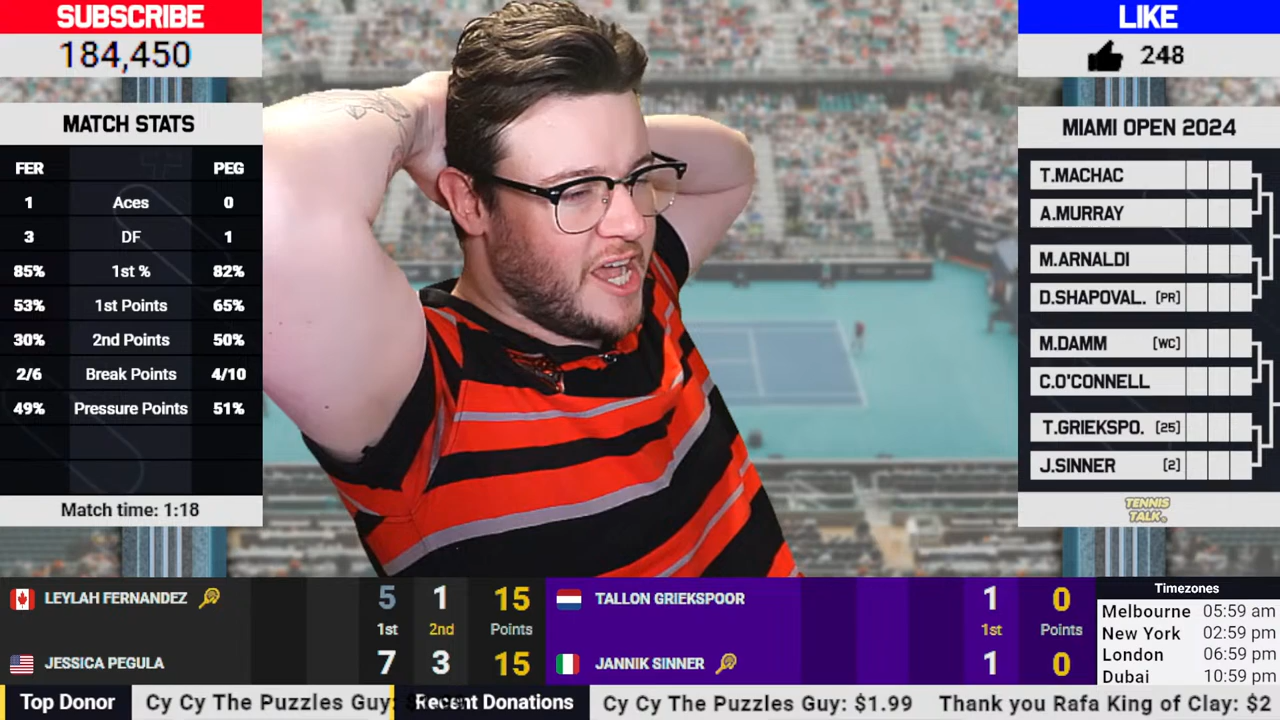 SUBSCRIBE
184,450
MATCH STATS
FER PEG
1 Aces 0
3 DF 1
85% 1st % 82%
53% 1st Points 65%
30% 2nd Points 50%
2/6 Break Points 4/10
49% Pressure Points 51%
Match time: 1:18
LIKE
248
MIAMI OPEN 2024
T.MACHAC
A.MURRAY
M.ARNALDI
D.SHAPOVAL. [PR]
M.DAMM [WC]
C.O'CONNELL
T.GRIEKSPO. [25]
J.SINNER [2]
TENNIS
TALK.
LEYLAH FERNANDEZ 5 1 15
1st 2nd Points
JESSICA PEGULA 7 3 15
TALLON GRIEKSPOOR 1 0
1st Points
JANNIK SINNER 1 0
Timezones
Melbourne 05:59 am
New York 02:59 pm
London 06:59 pm
Dubai 10:59 pm
Top Donor Cy Cy The Puzzles Guy: Recent Donations Cy Cy The Puzzles Guy: $1.99 Thank you Rafa King of Clay: $2